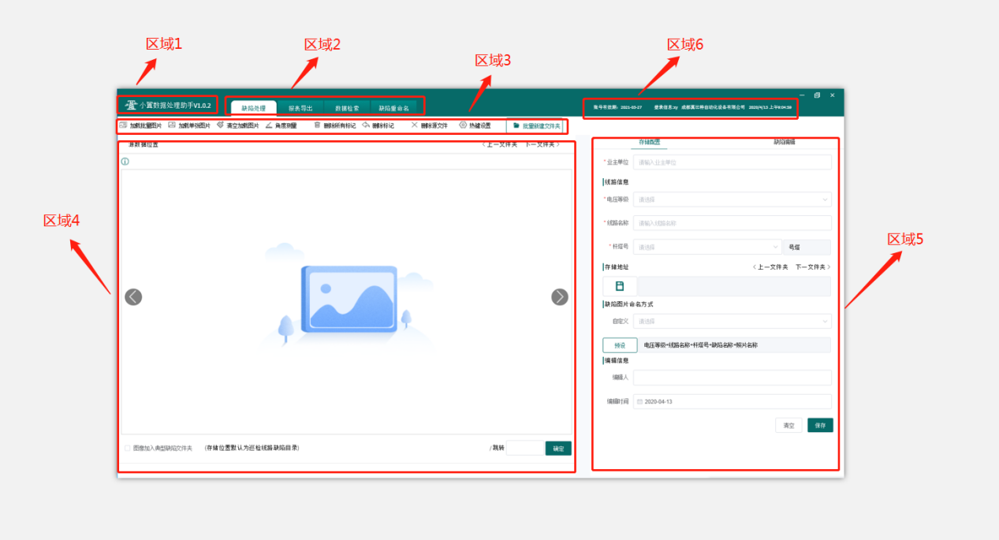 区域1
区域2
区域3
区域6
小翼数据处理助手V1.0.2
缺陷处理 报表导出 数据检索 缺陷重命名
账号有效期: 2021-03-27 登录信息:zy 成都翼比特自动化设备有限公司 2020/4/13 上午9:04:56
加载批量图片 加载单张图片 清空加载图片 角度测量 删除所有标记 删除标记 删除源文件 热键设置 批量新建文件夹
源数据位置 <上一文件夹 下一文件夹>
存储配置 缺陷编辑
*业主单位 请输入业主单位
线路信息
*电压等级 请选择
区域4
*线路名称 请输入线路名称
区域5
*杆塔号 请选择 号塔
存储地址 <上一文件夹 下一文件夹>
缺陷图片命名方式
自定义 请选择
预设 电压等级+线路名称+杆塔号+缺陷名称+照片名称
编辑信息
编辑人
编辑时间 2020-04-13
清空 保存
图像加入典型缺陷文件夹 (存储位置默认为巡检线路缺陷目录) /跳转 确定